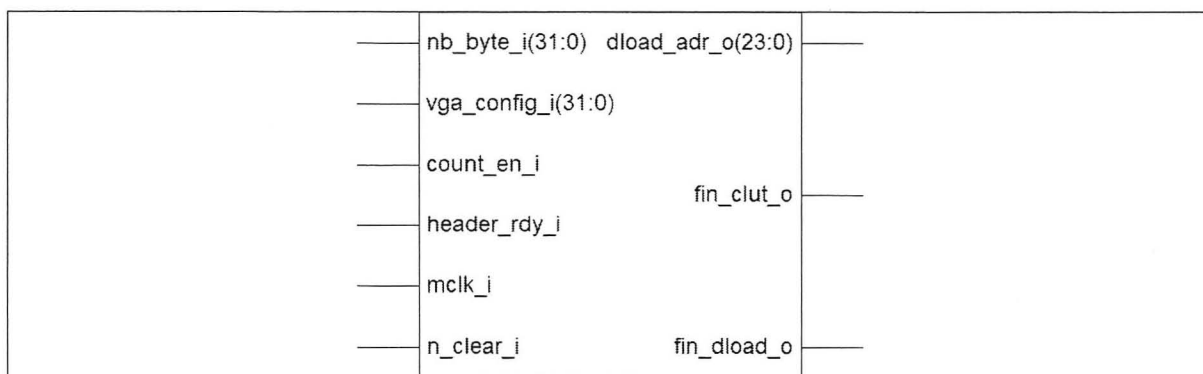 nb_byte_i(31:0) dload_adr_o(23:0)
vga_config_i(31:0)
count_en_i
fin_clut_o
header_rdy_i
mclk_i
n_clear_i fin_dload_o